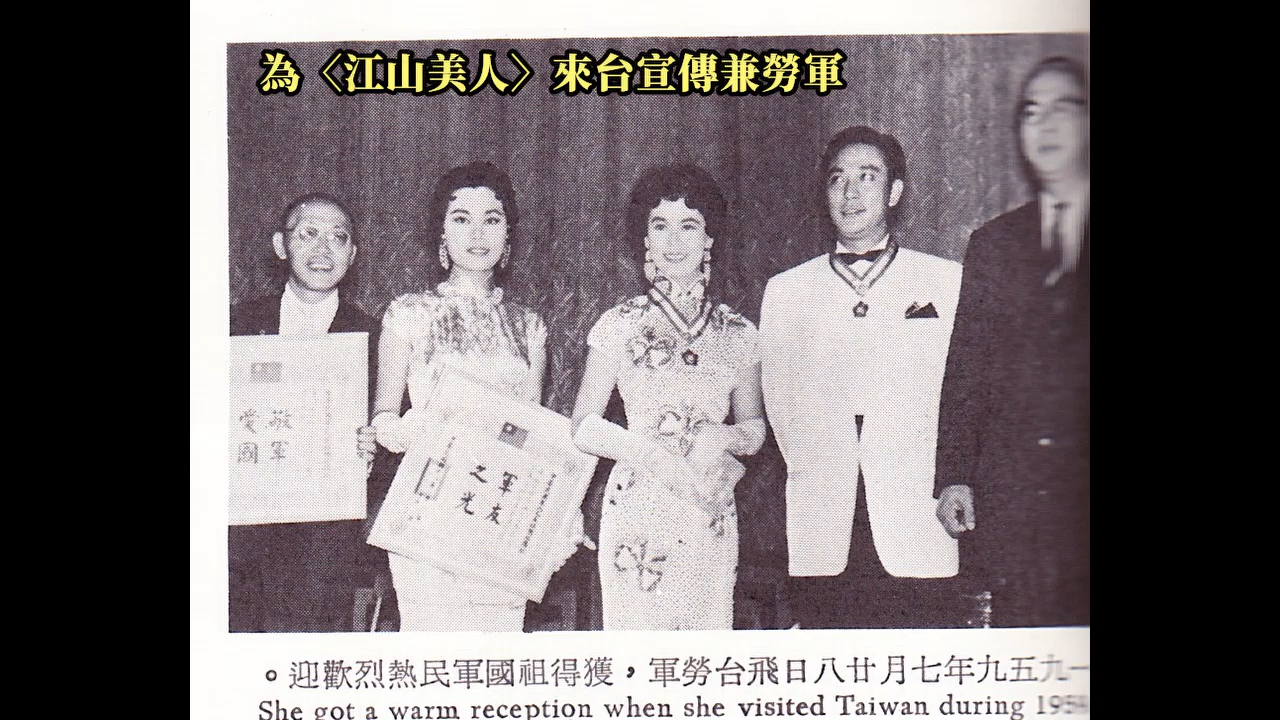 為〈江山美人〉來台宣傳兼勞軍
敬軍
愛國
軍友
之光
一九五九年七月廿八日飛台勞軍，獲得祖國軍民熱烈歡迎。
She got a warm reception when she visited Taiwan during